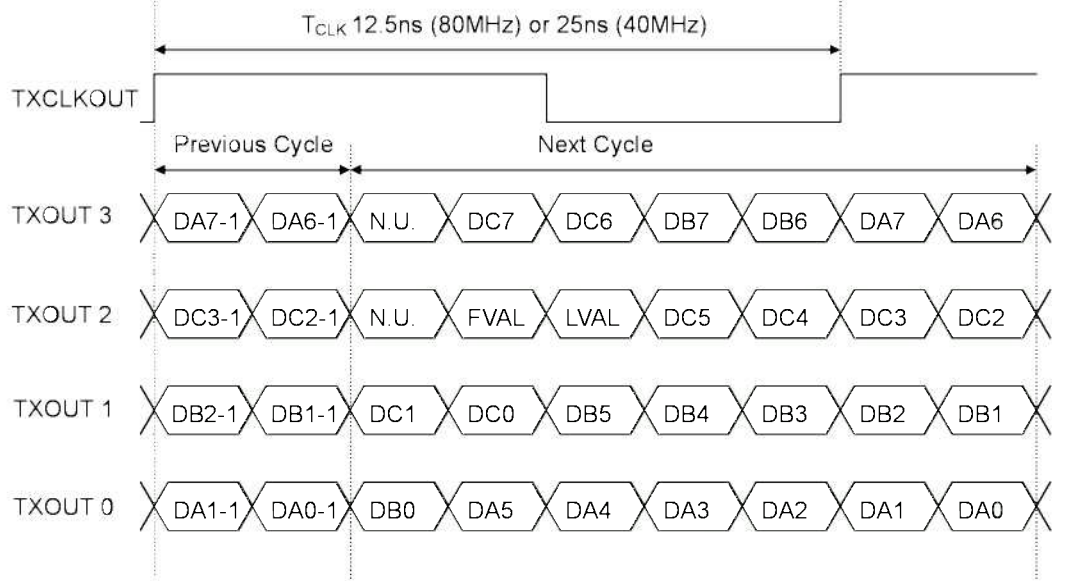 TCLK 12.5ns (80MHz) or 25ns (40MHz)
TXCLKOUT
Previous Cycle Next Cycle
TXOUT 3 DA7-1 DA6-1 N.U. DC7 DC6 DB7 DB6 DA7 DA6
TXOUT 2 DC3-1 DC2-1 N.U. FVAL LVAL DC5 DC4 DC3 DC2
TXOUT 1 DB2-1 DB1-1 DC1 DC0 DB5 DB4 DB3 DB2 DB1
TXOUT 0 DA1-1 DA0-1 DB0 DA5 DA4 DA3 DA2 DA1 DA0